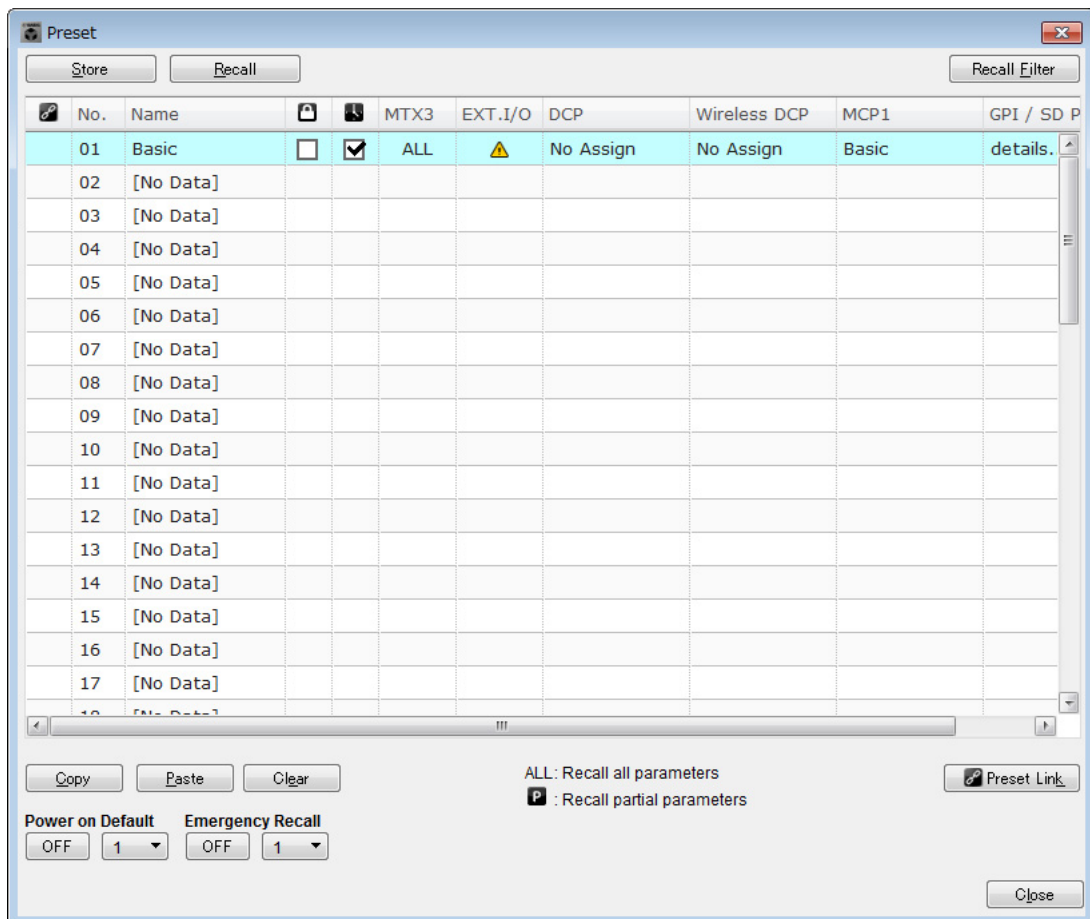 Preset
Store Recall Recall Filter
No. Name MTX3 EXT.I/O DCP Wireless DCP MCP1 GPI / SD P
01 Basic ALL No Assign No Assign Basic details.
02 [No Data]
03 [No Data]
04 [No Data]
05 [No Data]
06 [No Data]
07 [No Data]
08 [No Data]
09 [No Data]
10 [No Data]
11 [No Data]
12 [No Data]
13 [No Data]
14 [No Data]
15 [No Data]
16 [No Data]
17 [No Data]
Copy Paste Clear ALL: Recall all parameters Preset Link
P : Recall partial parameters
Power on Default Emergency Recall
OFF 1 OFF 1
Close